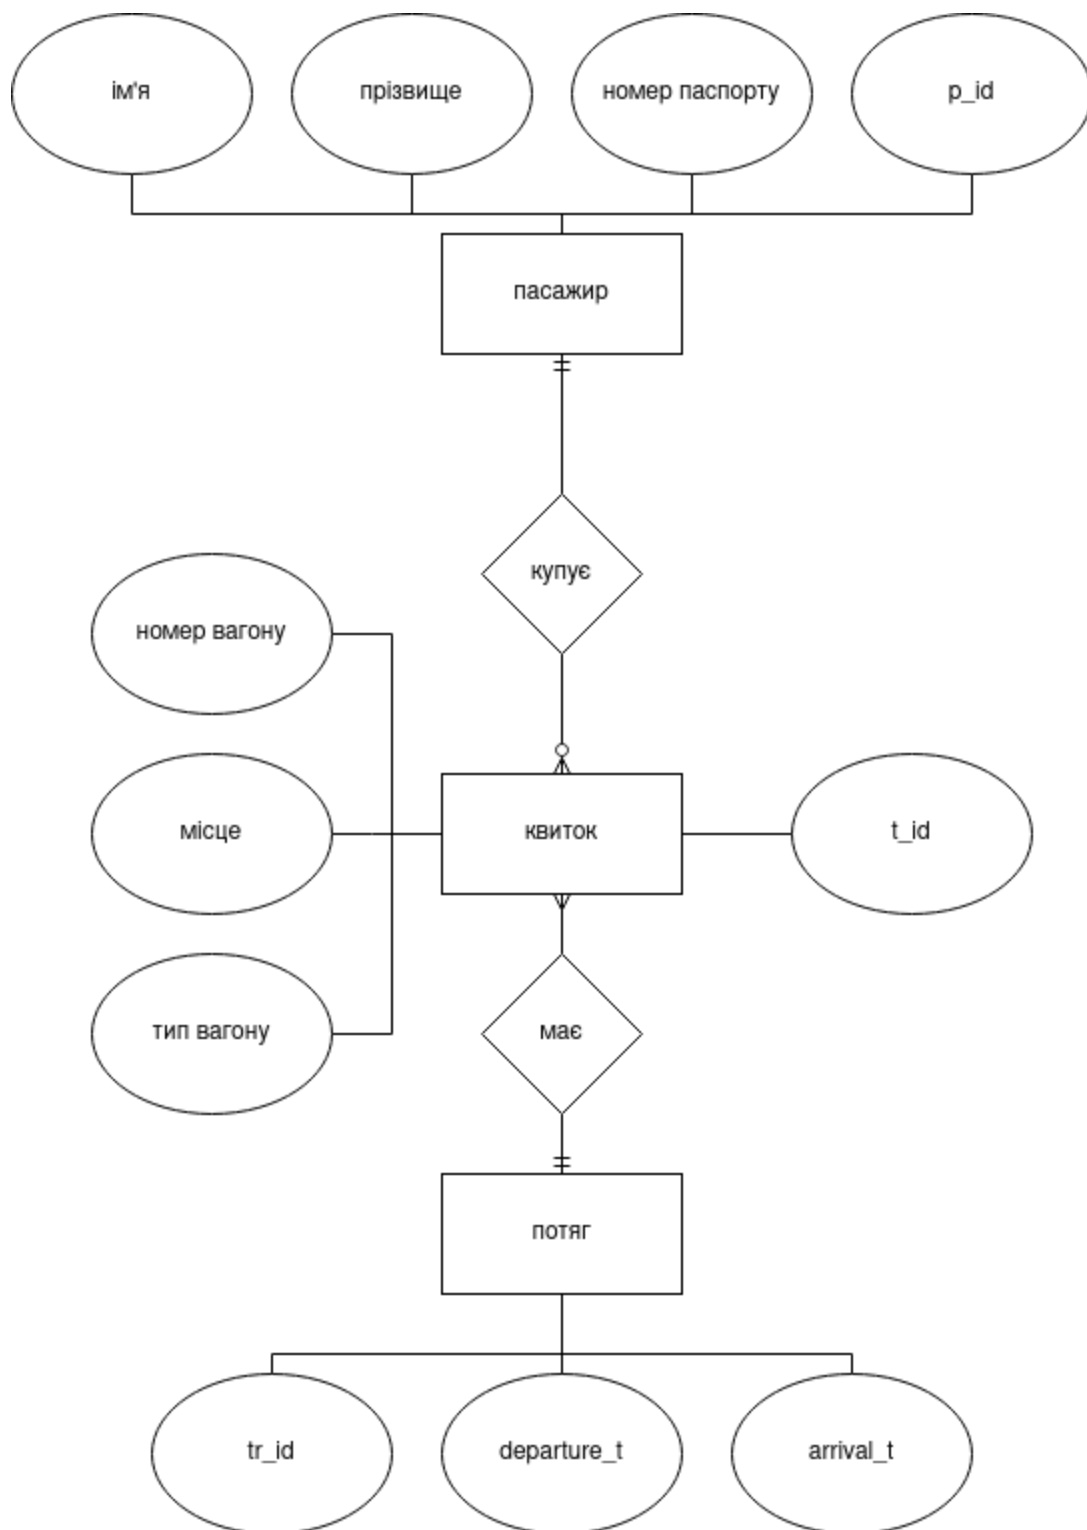 ім'я
прізвище
номер паспорту
p_id
пасажир
купує
номер вагону
місце
квиток
t_id
тип вагону
має
потяг
tr_id
departure_t
arrival_t